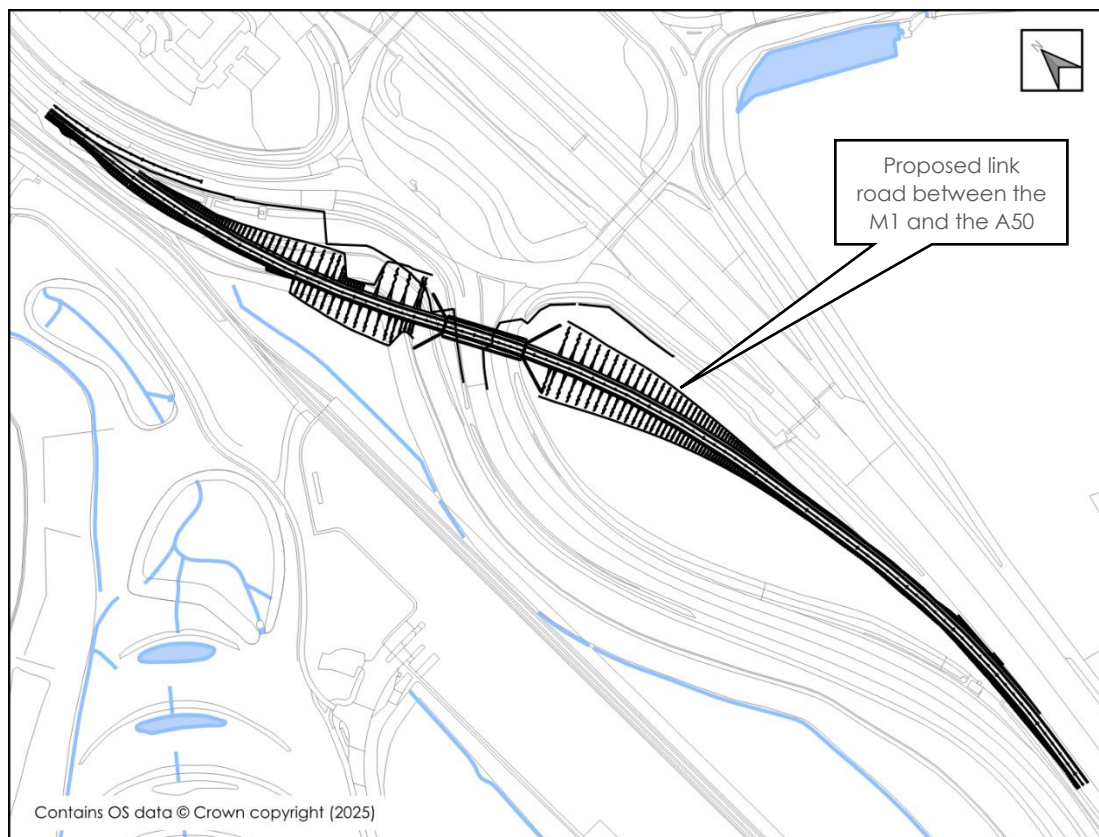 Proposed link
road between the
M1 and the A50
Contains OS data © Crown copyright (2025)